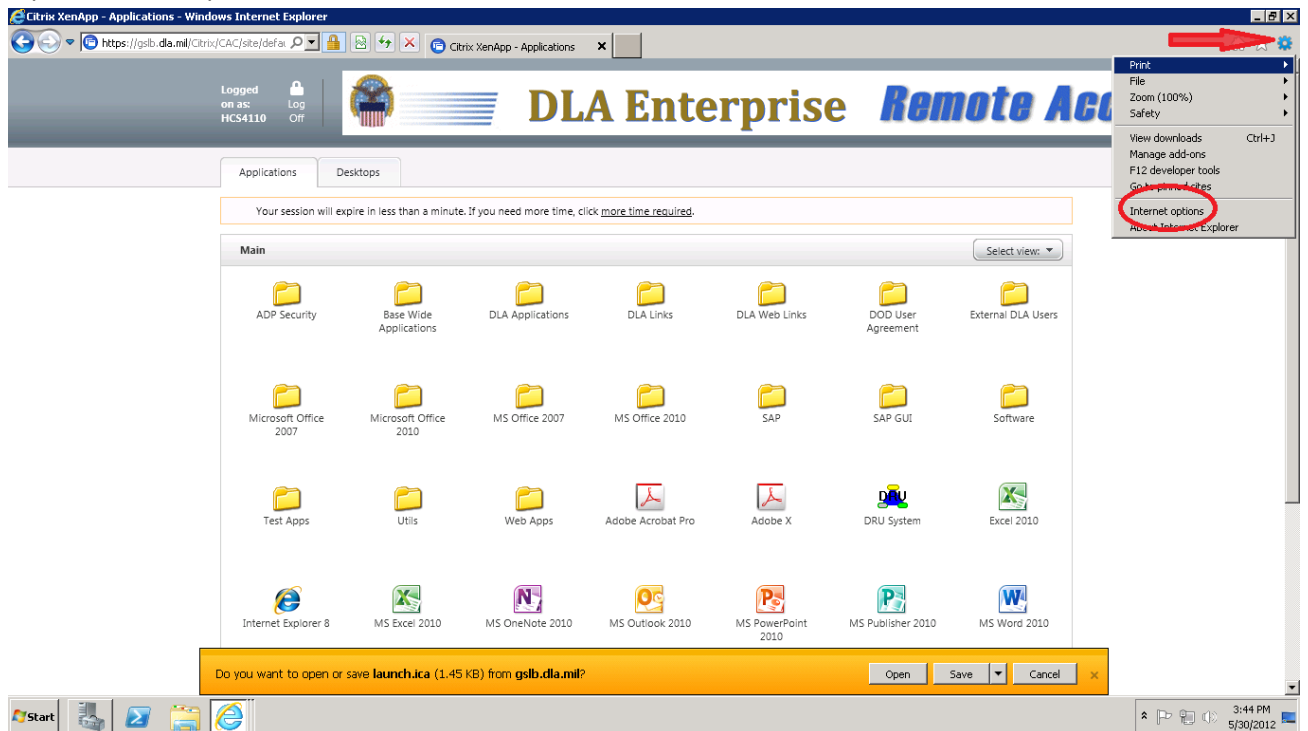 Citrix XenApp - Applications - Windows Internet Explorer
https://gslb.dla.mil/Citrix/CAC/site/defau
Citrix XenApp - Applications
Print
File
Zoom (100%)
Safety
View downloads Ctrl+J
Manage add-ons
F12 developer tools
Go to pinned sites
Internet options
About Internet Explorer
Logged on as:
HCS4110
Log Off
DLA Enterprise Remote Acc
Applications
Desktops
Your session will expire in less than a minute. If you need more time, click more time required.
Main
Select view:
ADP Security
Base Wide Applications
DLA Applications
DLA Links
DLA Web Links
DOD User Agreement
External DLA Users
Microsoft Office 2007
Microsoft Office 2010
MS Office 2007
MS Office 2010
SAP
SAP GUI
Software
Test Apps
Utils
Web Apps
Adobe Acrobat Pro
Adobe X
DRU
DRU System
Excel 2010
Internet Explorer 8
MS Excel 2010
MS OneNote 2010
MS Outlook 2010
MS PowerPoint 2010
MS Publisher 2010
MS Word 2010
Do you want to open or save launch.ica (1.45 KB) from gslb.dla.mil?
Open
Save
Cancel
Start
3:44 PM
5/30/2012